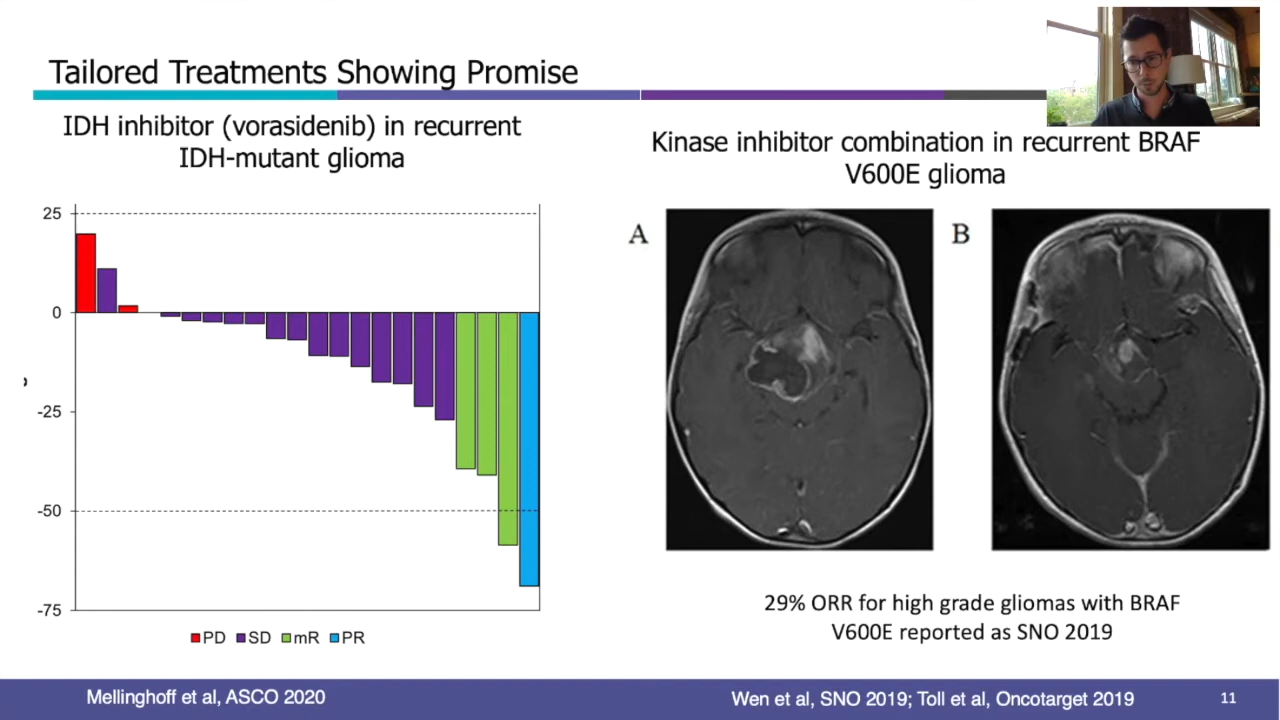 Tailored Treatments Showing Promise
IDH inhibitor (vorasidenib) in recurrent
IDH-mutant glioma
25
0
-25
-50
-75
PD SD mR PR
Kinase inhibitor combination in recurrent BRAF
V600E glioma
A
B
29% ORR for high grade gliomas with BRAF
V600E reported as SNO 2019
Mellinghoff et al, ASCO 2020
Wen et al, SNO 2019; Toll et al, Oncotarget 2019
11